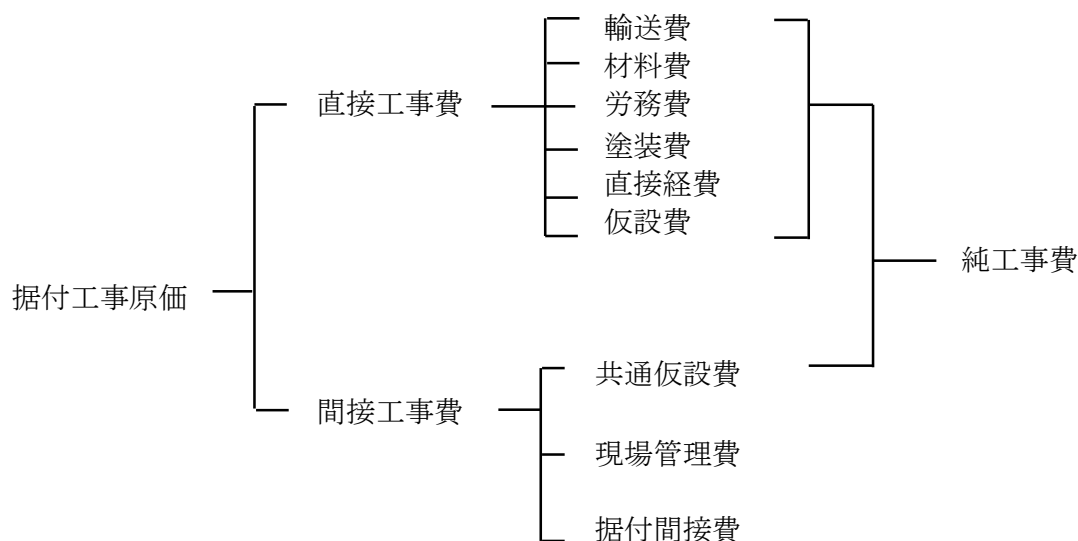 輸送費
材料費
直接工事費
労務費
塗装費
直接経費
仮設費
純工事費
据付工事原価
共通仮設費
間接工事費
現場管理費
据付間接費